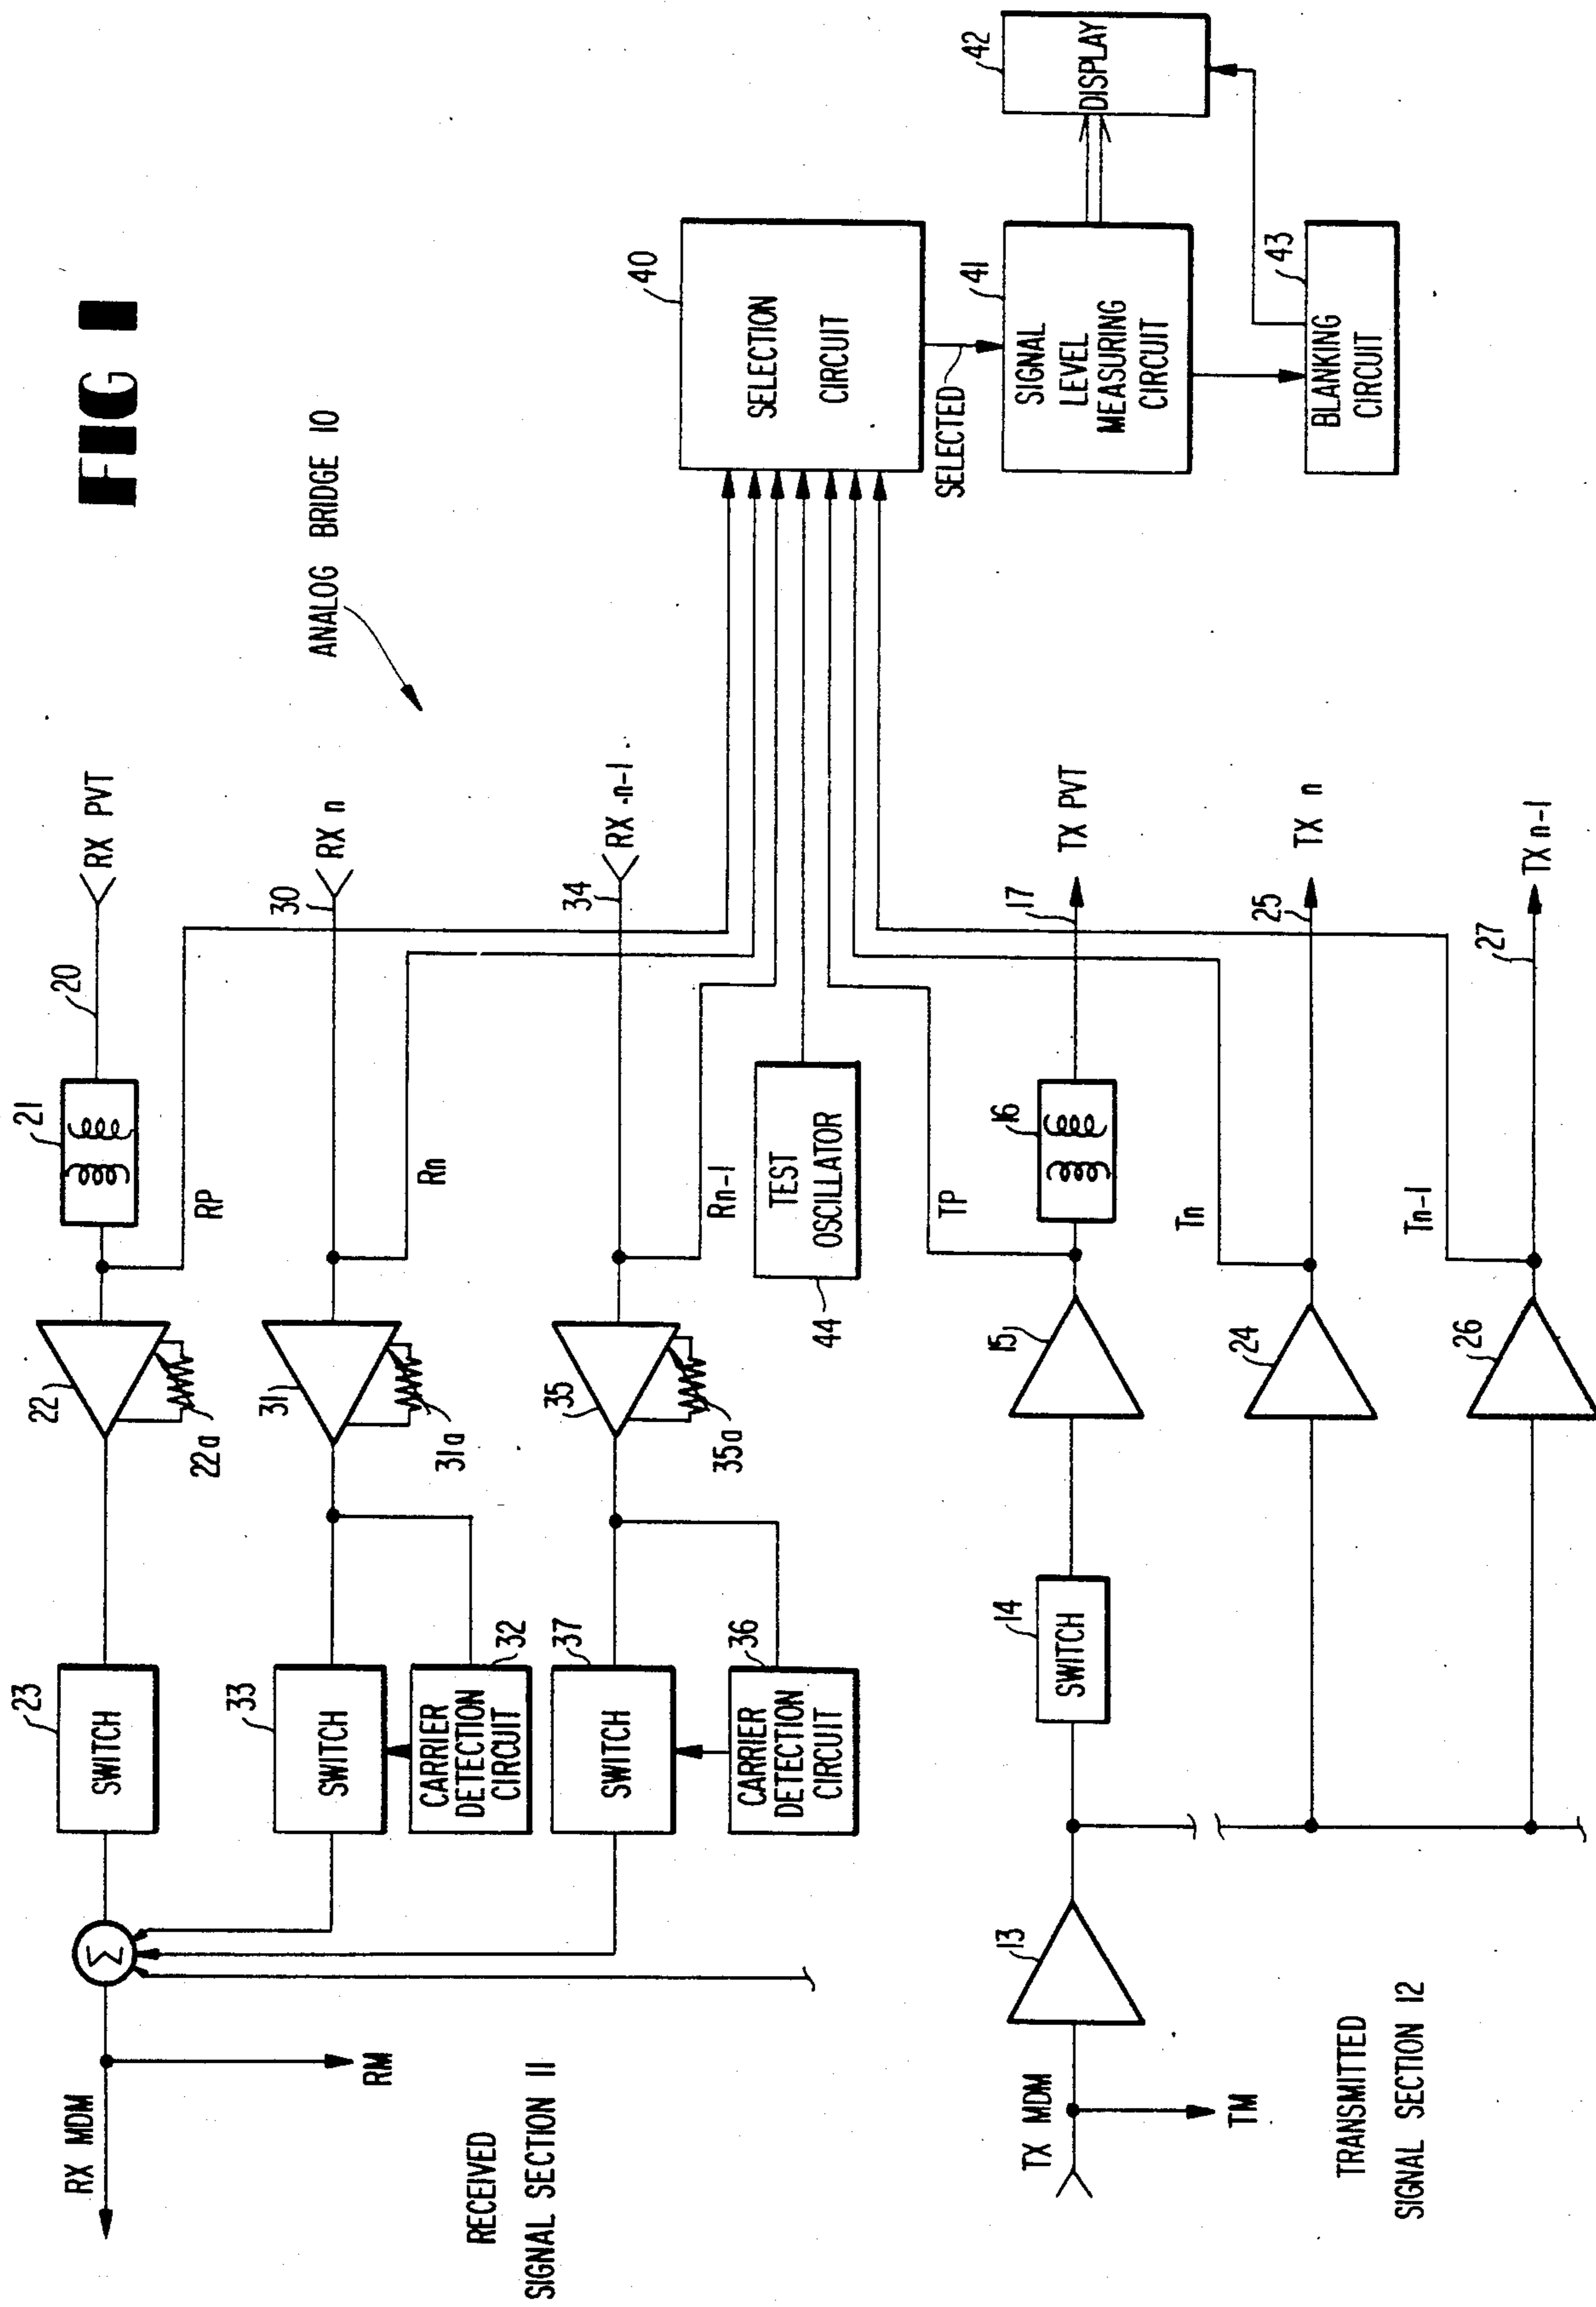 FIG 1
ANALOG BRIDGE 10
RX MDM
RM
Σ
23
SWITCH
22
22a
21
RP
20
RX PVT
33
SWITCH
31
31a
Rn
30
RX n
CARRIER
DETECTION
CIRCUIT
32
37
SWITCH
35
35a
Rn-1
34
RX n-1
CARRIER
DETECTION
CIRCUIT
36
RECEIVED
SIGNAL SECTION 11
44
TEST
OSCILLATOR
40
SELECTION
CIRCUIT
SELECTED
41
SIGNAL
LEVEL
MEASURING
CIRCUIT
42
DISPLAY
43
BLANKING
CIRCUIT
TX MDM
TM
13
14
SWITCH
15
TP
16
17
TX PVT
24
Tn
25
TX n
26
Tn-1
27
TX n-1
TRANSMITTED
SIGNAL SECTION 12